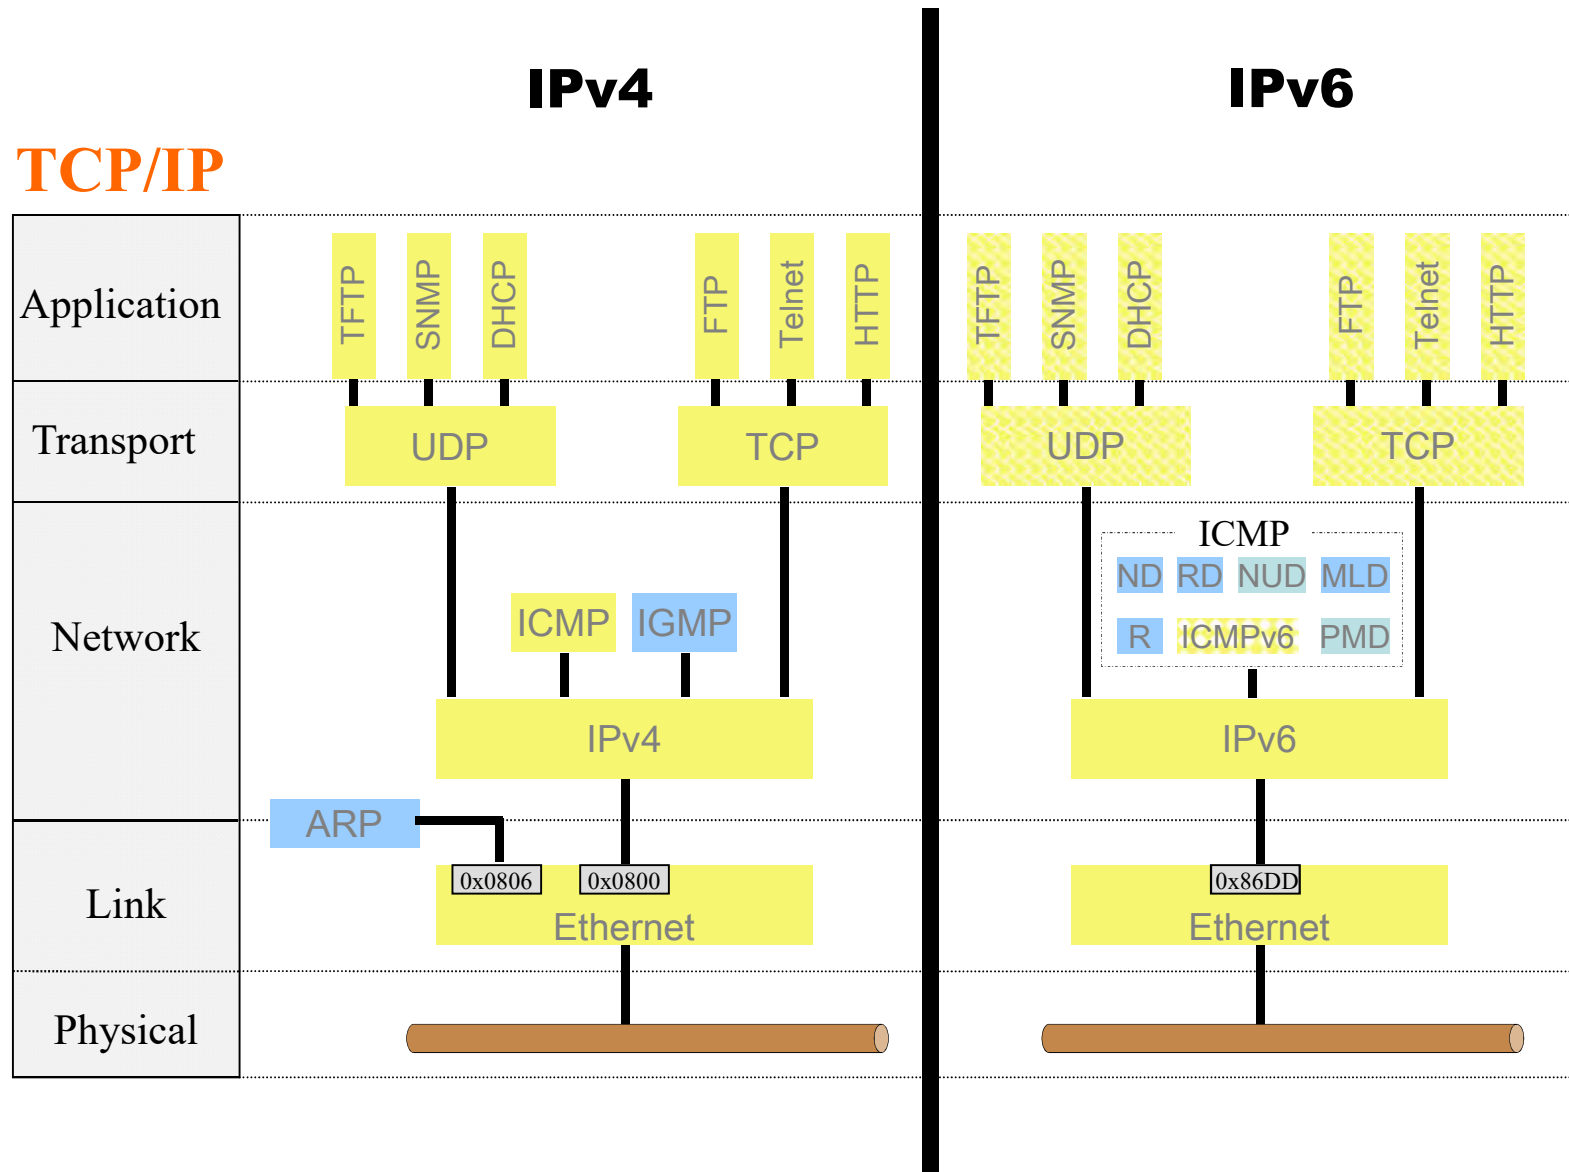 IPv4
IPv6
TCP/IP
Application
TFTP
SNMP
DHCP
FTP
Telnet
HTTP
TFTP
SNMP
DHCP
FTP
Telnet
HTTP
Transport
UDP
TCP
UDP
TCP
Network
ICMP
IGMP
ICMP
ND RD NUD MLD
R ICMPv6 PMD
IPv4
IPv6
ARP
Link
0x0806
0x0800
Ethernet
0x86DD
Ethernet
Physical